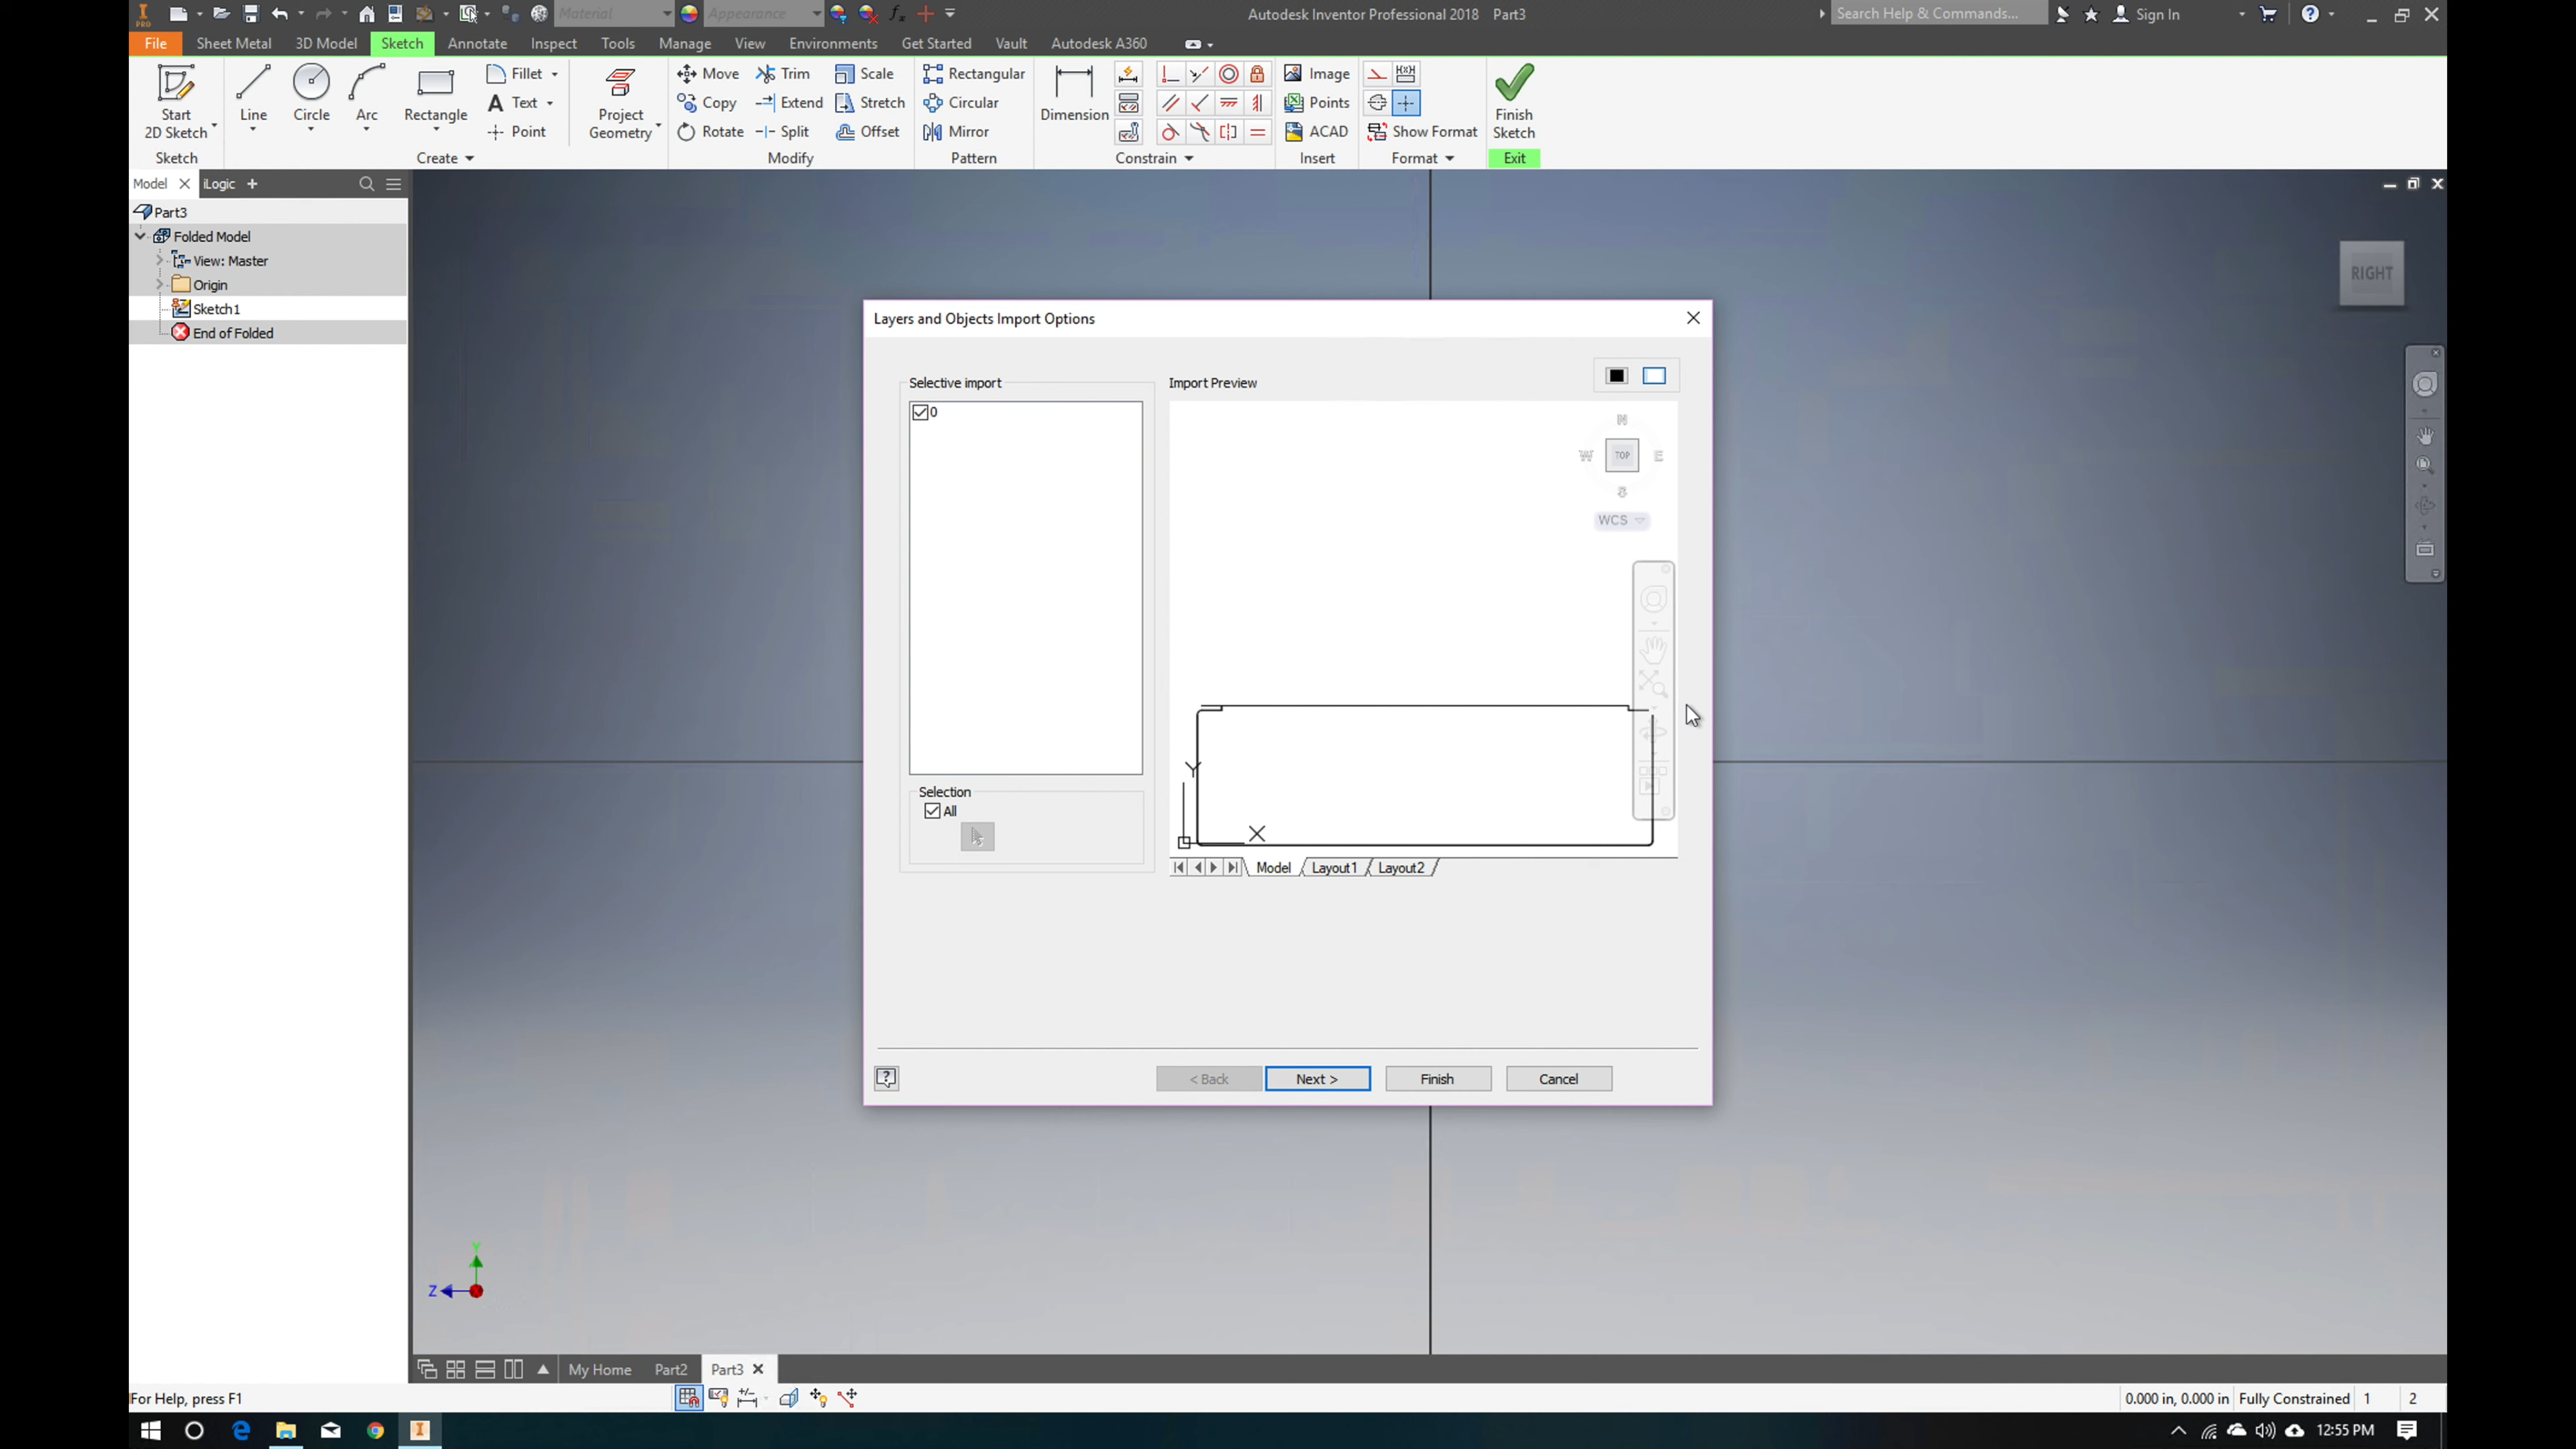 PRO
Material
Appearance
Autodesk Inventor Professional 2018 Part3
Search Help & Commands...
Sign In
File Sheet Metal 3D Model Sketch Annotate Inspect Tools Manage View Environments Get Started Vault Autodesk A360
Start 2D Sketch
Line
Circle
Arc
Rectangle
Fillet
Text
Point
Project Geometry
Move
Copy
Rotate
Trim
Extend
Split
Scale
Stretch
Offset
Rectangular
Circular
Mirror
Dimension
Image
Points
ACAD
Show Format
Finish Sketch
Sketch Create Modify Pattern Constrain Insert Format Exit
Model iLogic
Part3
Folded Model
View: Master
Origin
Sketch1
End of Folded
RIGHT
Layers and Objects Import Options
Selective import
0
Import Preview
N
W TOP E
S
WCS
Y
X
Selection
All
Model Layout1 Layout2
< Back Next > Finish Cancel
Y
Z
My Home Part2 Part3
For Help, press F1
0.000 in, 0.000 in Fully Constrained 1 2
12:55 PM